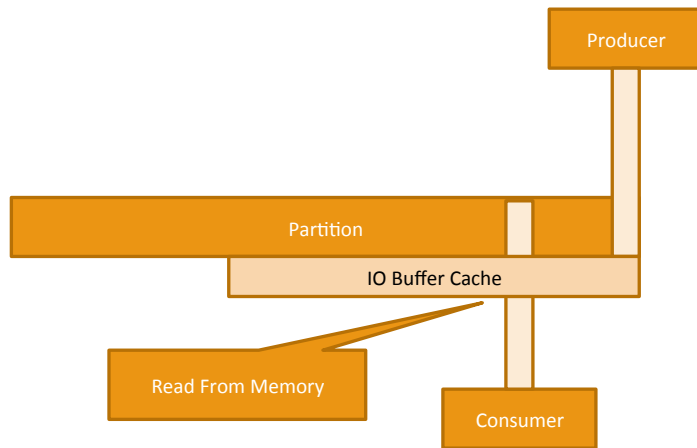 Producer
Partition
IO Buffer Cache
Read From Memory
Consumer